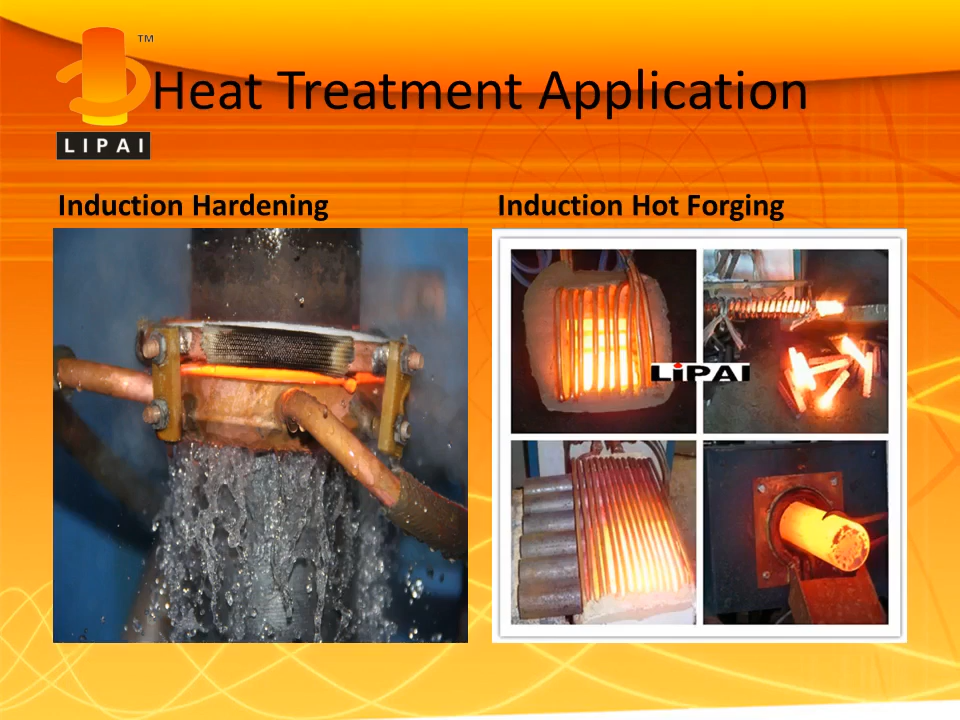 TM
Heat Treatment Application
LIPAI
Induction Hardening
Induction Hot Forging
LiPAI